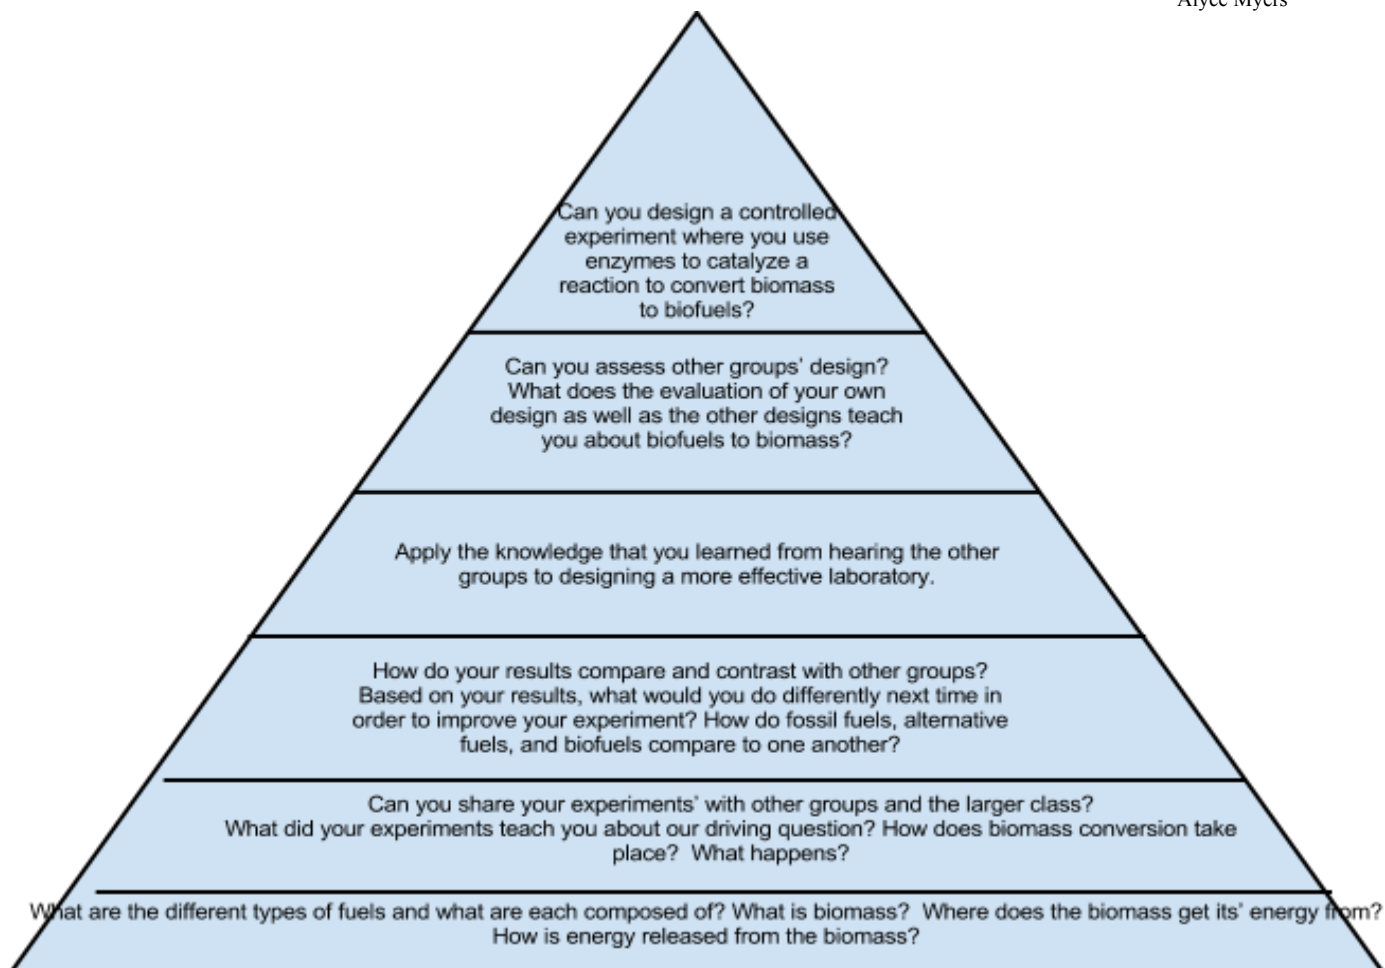 Alyce Myers
Can you design a controlled
experiment where you use
enzymes to catalyze a
reaction to convert biomass
to biofuels?
Can you assess other groups' design?
What does the evaluation of your own
design as well as the other designs teach
you about biofuels to biomass?
Apply the knowledge that you learned from hearing the other
groups to designing a more effective laboratory.
How do your results compare and contrast with other groups?
Based on your results, what would you do differently next time in
order to improve your experiment? How do fossil fuels, alternative
fuels, and biofuels compare to one another?
Can you share your experiments' with other groups and the larger class?
What did your experiments teach you about our driving question? How does biomass conversion take
place?  What happens?
What are the different types of fuels and what are each composed of? What is biomass?  Where does the biomass get its' energy from?
How is energy released from the biomass?